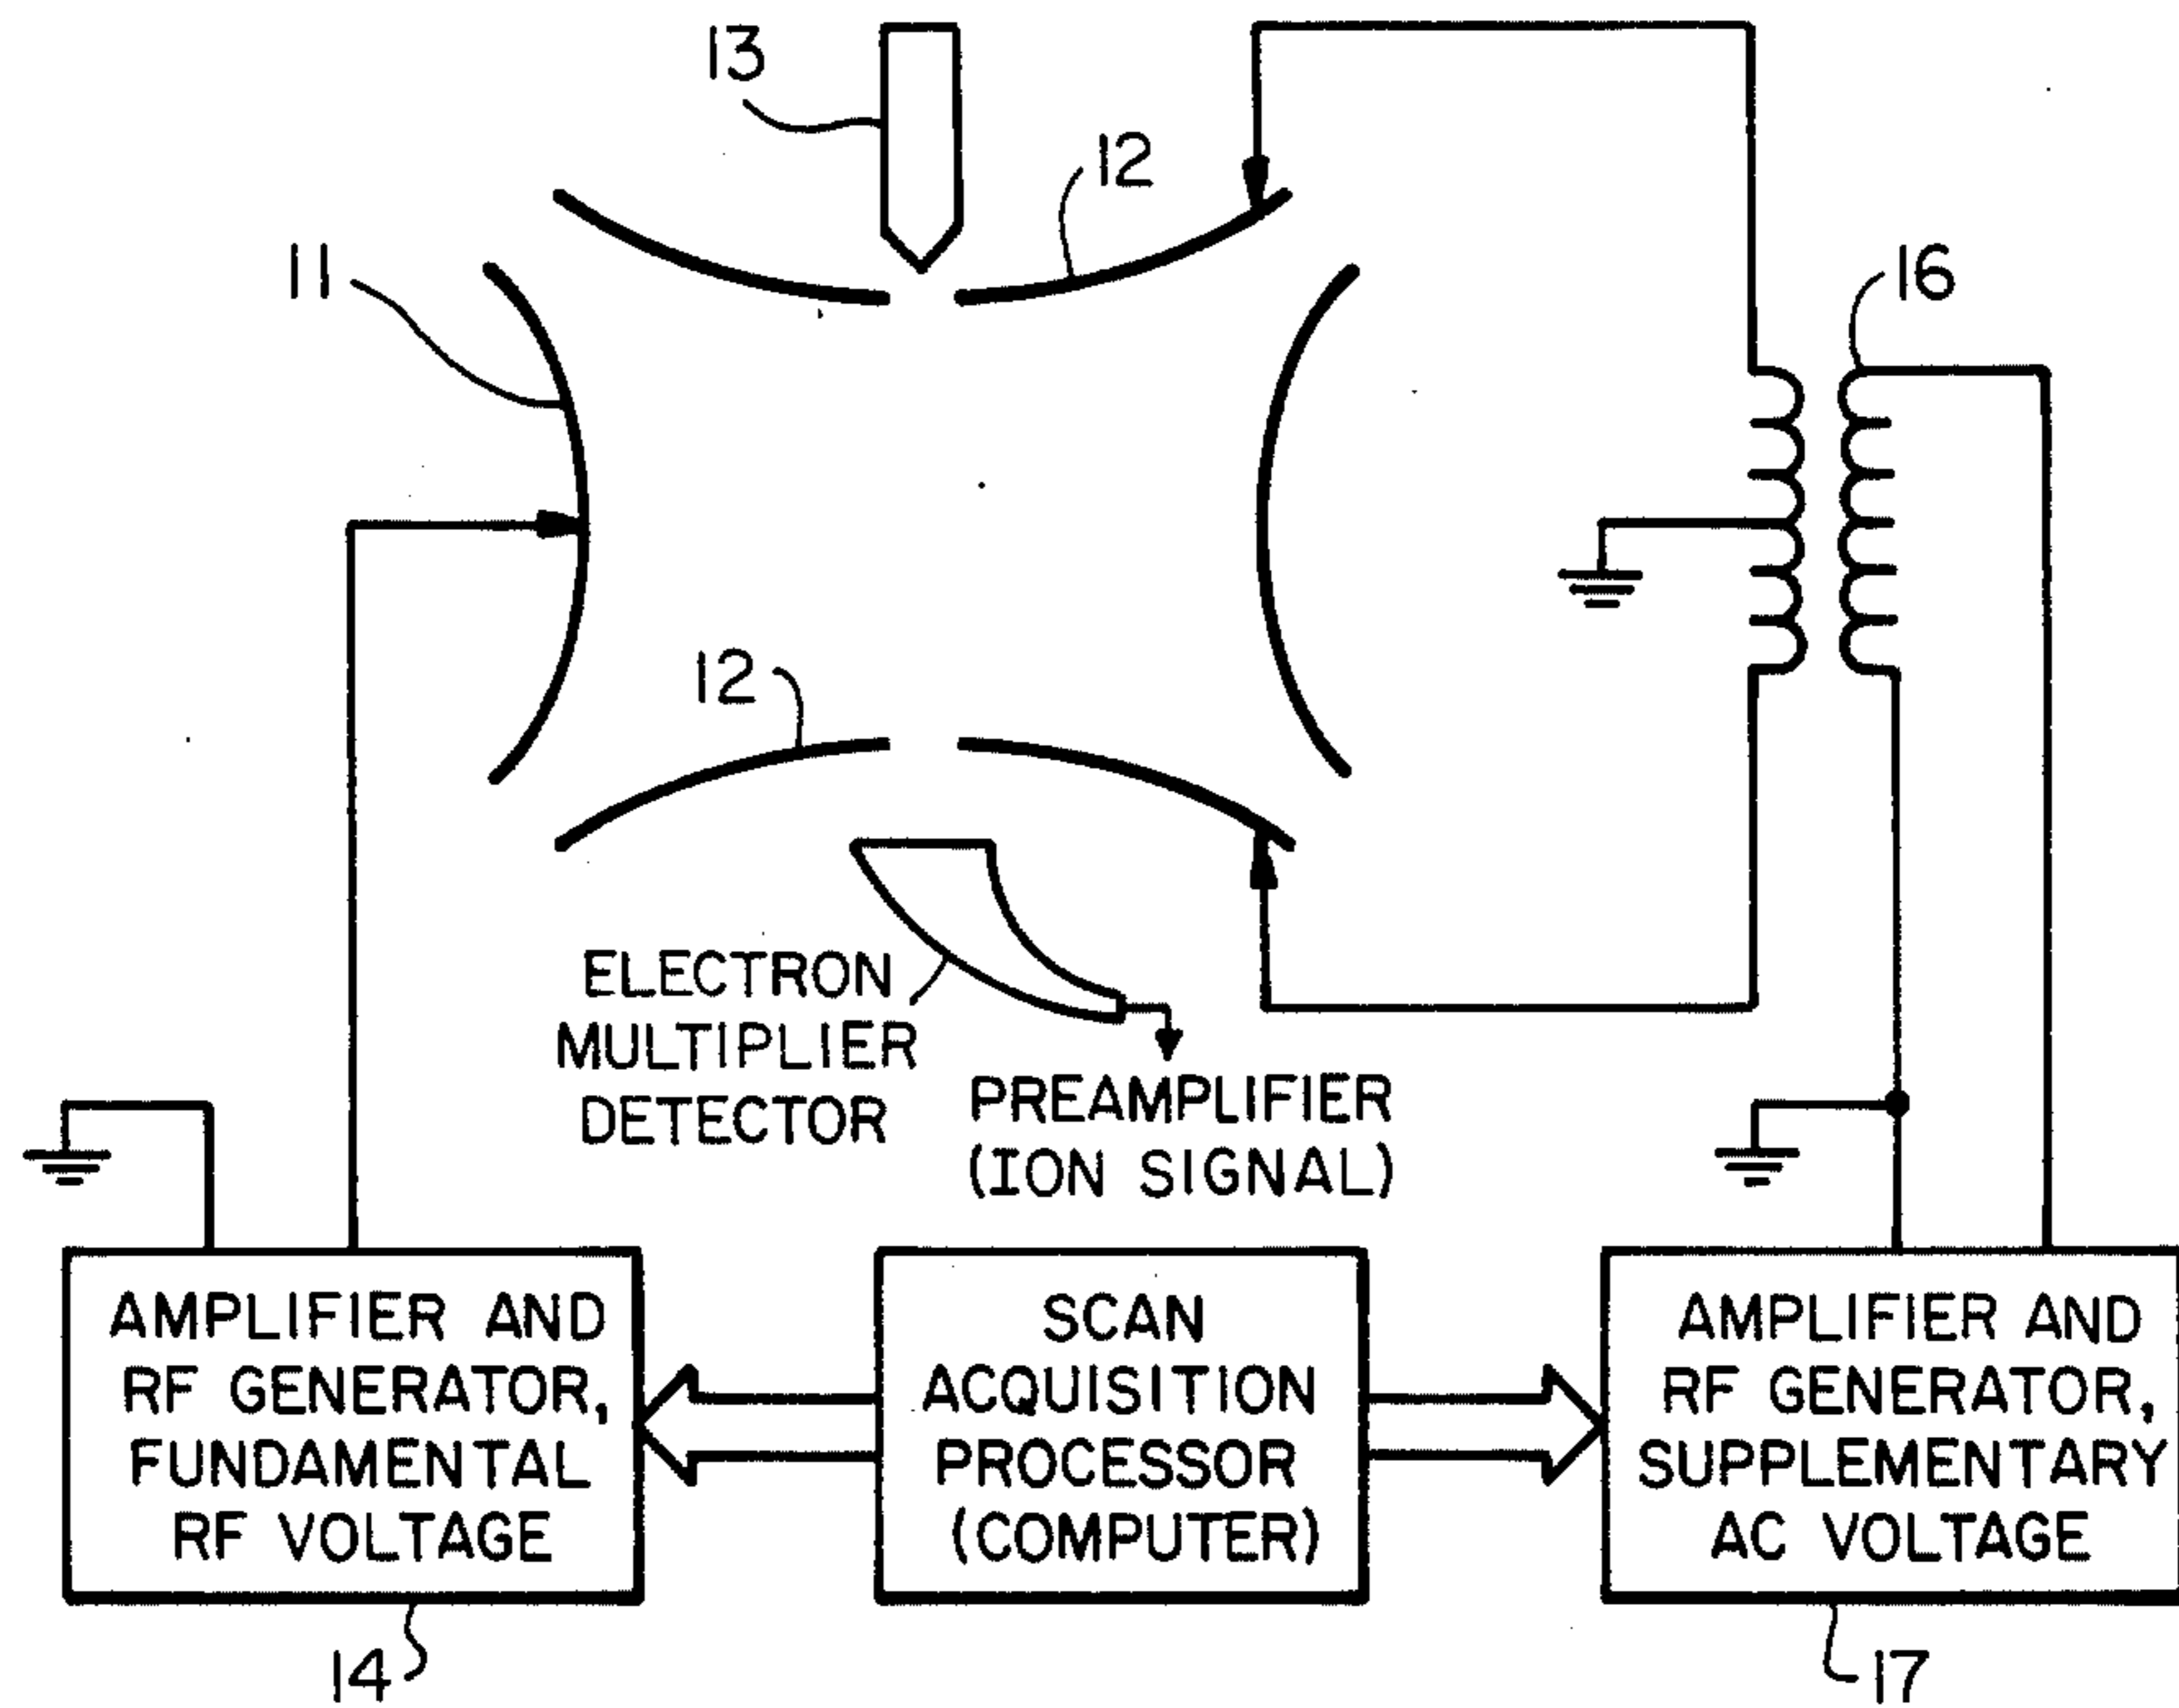 13
12
11
16
12
ELECTRON
MULTIPLIER
DETECTOR
PREAMPLIFIER
(ION SIGNAL)
AMPLIFIER AND
RF GENERATOR,
FUNDAMENTAL
RF VOLTAGE
SCAN
ACQUISITION
PROCESSOR
(COMPUTER)
AMPLIFIER AND
RF GENERATOR,
SUPPLEMENTARY
AC VOLTAGE
14
17